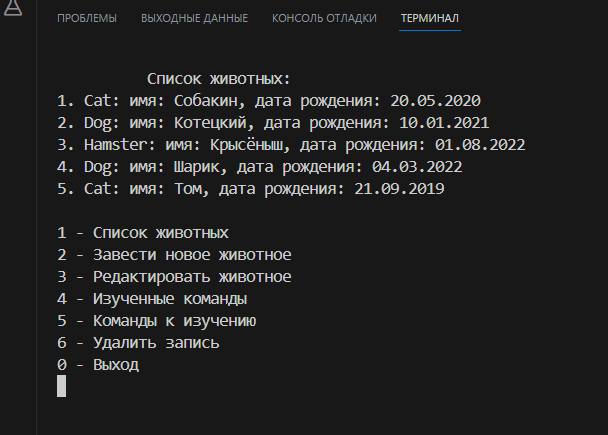 ПРОБЛЕМЫ ВЫХОДНЫЕ ДАННЫЕ КОНСОЛЬ ОТЛАДКИ ТЕРМИНАЛ
Список животных:
1. Cat: имя: Собакин, дата рождения: 20.05.2020
2. Dog: имя: Котецкий, дата рождения: 10.01.2021
3. Hamster: имя: Крысёныш, дата рождения: 01.08.2022
4. Dog: имя: Шарик, дата рождения: 04.03.2022
5. Cat: имя: Том, дата рождения: 21.09.2019
1 - Список животных
2 - Завести новое животное
3 - Редактировать животное
4 - Изученные команды
5 - Команды к изучению
6 - Удалить запись
0 - Выход